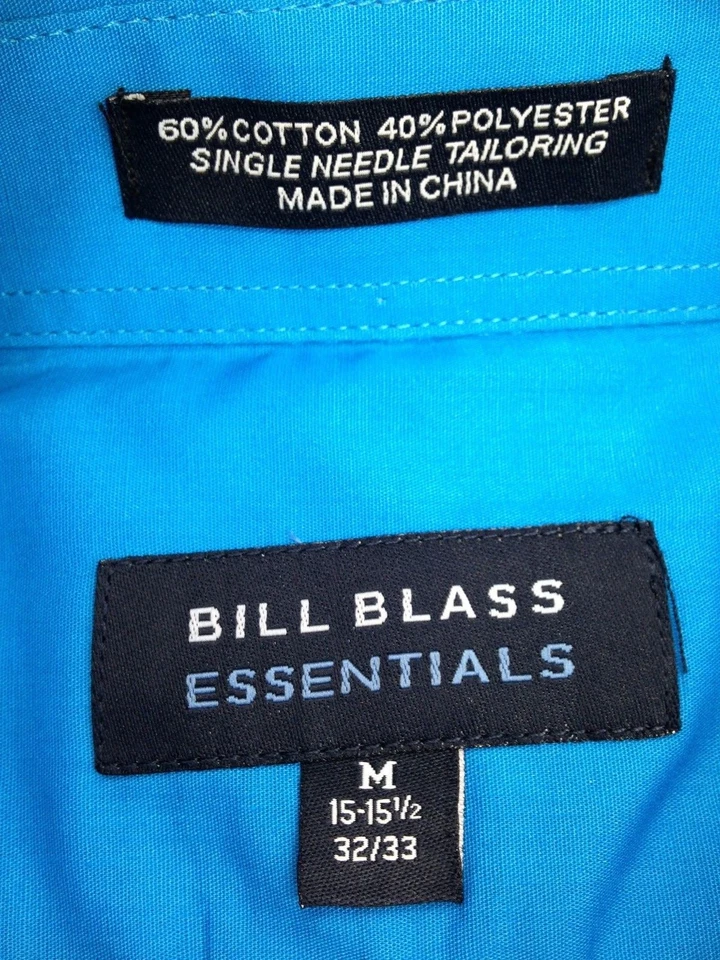 60% COTTON 40% POLYESTER
SINGLE NEEDLE TAILORING
MADE IN CHINA
BILL BLASS
ESSENTIALS
M
15-15½
32/33